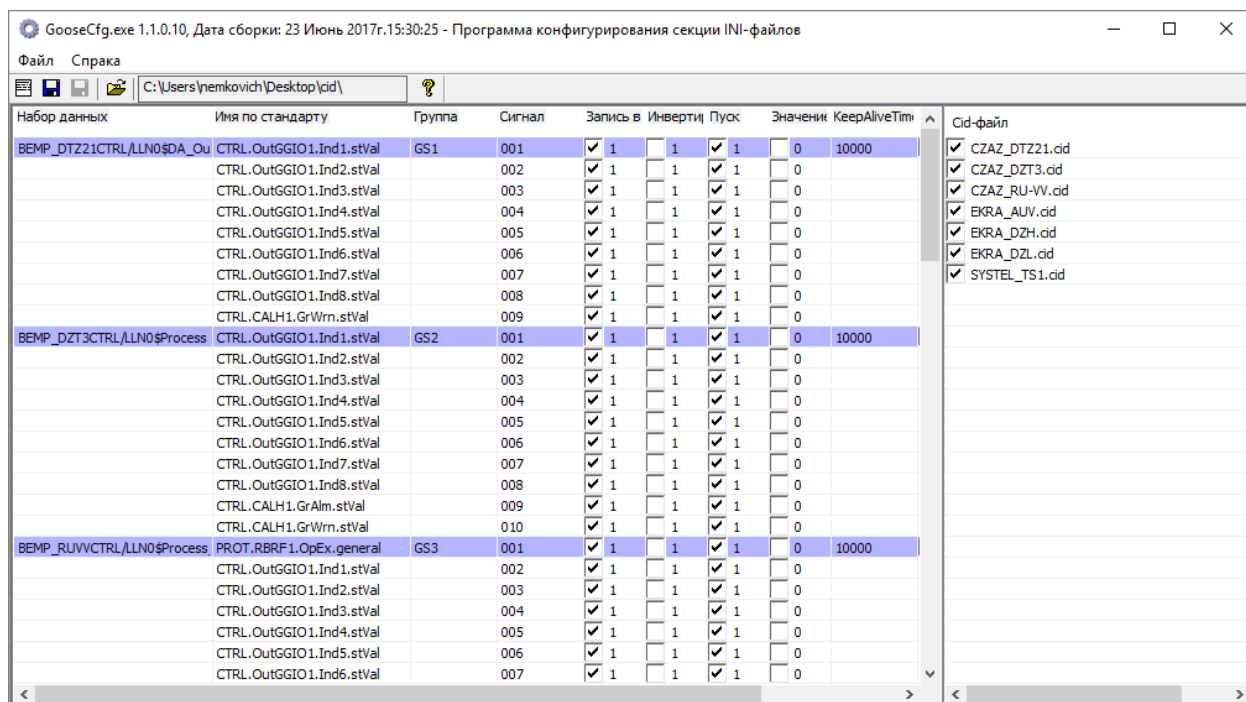 GooseCfg.exe 1.1.0.10, Дата сборки: 23 Июнь 2017г.15:30:25 - Программа конфигурирования секции INI-файлов
Файл Спрака
C:\Users\nemkovich\Desktop\cid\
Набор данных Имя по стандарту Группа Сигнал Запись в Инверти Пуск Значение KeepAliveTim
BEMP_DTZ21CTRL/LLN0$DA_Ou CTRL.OutGGIO1.Ind1.stVal GS1 001 1 1 1 0 10000
CTRL.OutGGIO1.Ind2.stVal 002 1 1 1 0
CTRL.OutGGIO1.Ind3.stVal 003 1 1 1 0
CTRL.OutGGIO1.Ind4.stVal 004 1 1 1 0
CTRL.OutGGIO1.Ind5.stVal 005 1 1 1 0
CTRL.OutGGIO1.Ind6.stVal 006 1 1 1 0
CTRL.OutGGIO1.Ind7.stVal 007 1 1 1 0
CTRL.OutGGIO1.Ind8.stVal 008 1 1 1 0
CTRL.CALH1.GrWrn.stVal 009 1 1 1 0
BEMP_DZT3CTRL/LLN0$Process CTRL.OutGGIO1.Ind1.stVal GS2 001 1 1 1 0 10000
CTRL.OutGGIO1.Ind2.stVal 002 1 1 1 0
CTRL.OutGGIO1.Ind3.stVal 003 1 1 1 0
CTRL.OutGGIO1.Ind4.stVal 004 1 1 1 0
CTRL.OutGGIO1.Ind5.stVal 005 1 1 1 0
CTRL.OutGGIO1.Ind6.stVal 006 1 1 1 0
CTRL.OutGGIO1.Ind7.stVal 007 1 1 1 0
CTRL.OutGGIO1.Ind8.stVal 008 1 1 1 0
CTRL.CALH1.GrAlm.stVal 009 1 1 1 0
CTRL.CALH1.GrWrn.stVal 010 1 1 1 0
BEMP_RUVVCTRL/LLN0$Process_ PROT.RBRF1.OpEx.general GS3 001 1 1 1 0 10000
CTRL.OutGGIO1.Ind1.stVal 002 1 1 1 0
CTRL.OutGGIO1.Ind2.stVal 003 1 1 1 0
CTRL.OutGGIO1.Ind3.stVal 004 1 1 1 0
CTRL.OutGGIO1.Ind4.stVal 005 1 1 1 0
CTRL.OutGGIO1.Ind5.stVal 006 1 1 1 0
CTRL.OutGGIO1.Ind6.stVal 007 1 1 1 0
Cid-файл
CZAZ_DTZ21.cid
CZAZ_DZT3.cid
CZAZ_RU-VV.cid
EKRA_AUV.cid
EKRA_DZH.cid
EKRA_DZL.cid
SYSTEL_TS1.cid